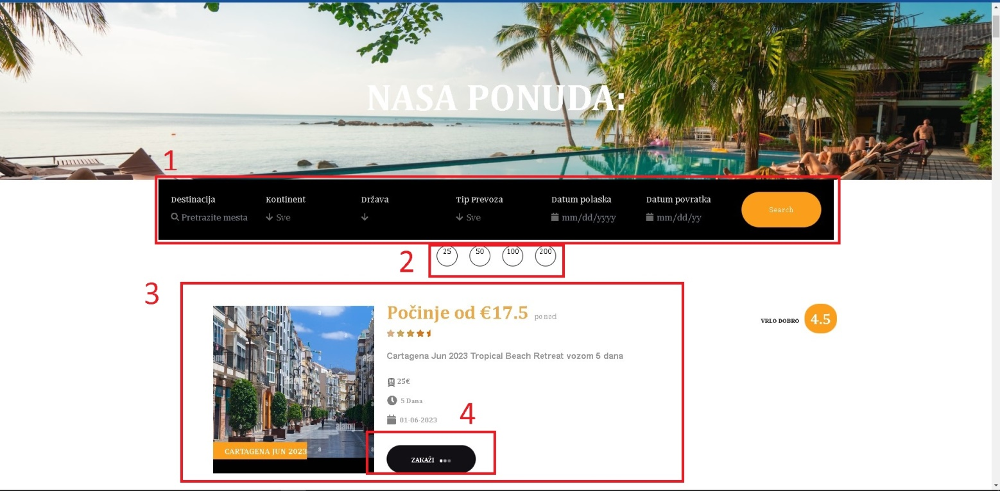 NASA PONUDA:
1
Destinacija Kontinent Država Tip Prevoza Datum polaska Datum povratka
Pretrazite mesta Sve Sve mm/dd/yyyy mm/dd/yy Search
2
25 50 100 200
3
Počinje od €17.5 po noci
VRLO DOBRO 4.5
Cartagena Jun 2023 Tropical Beach Retreat vozom 5 dana
25€
5 Dana
4
01-06-2023
alamy
CARTAGENA JUN 2023
ZAKAŽI